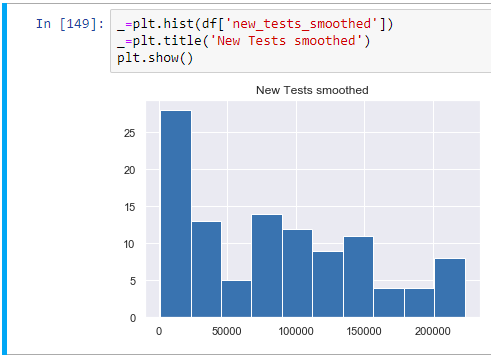 In [149]:
_=plt.hist(df['new_tests_smoothed'])
_=plt.title('New Tests smoothed')
plt.show()
New Tests smoothed
25
20
15
10
5
0
0 50000 100000 150000 200000